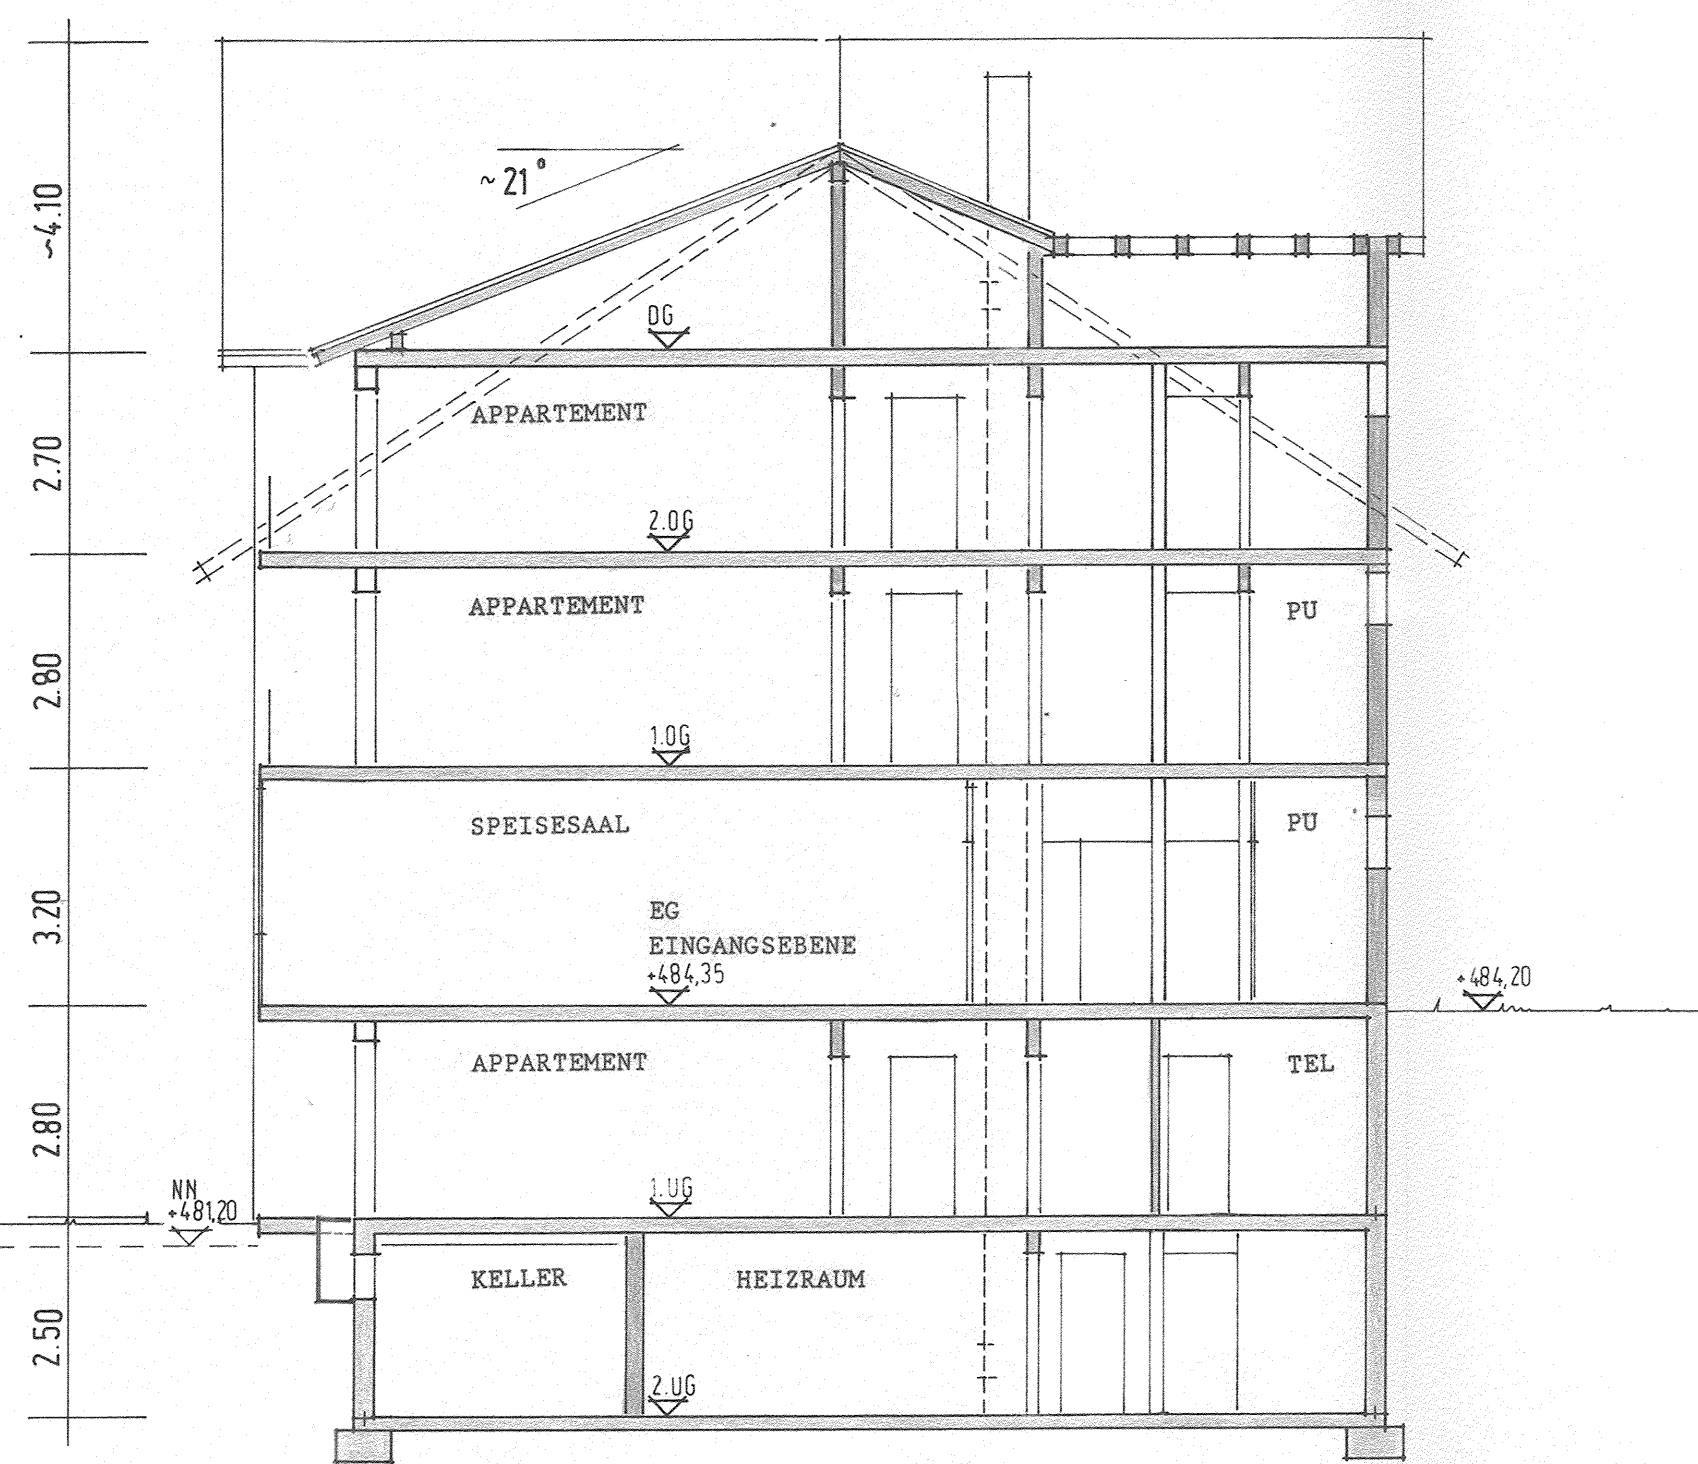 ~4.10
~21°
DG
APPARTEMENT
2.70
2.OG
APPARTEMENT
PU
2.80
1.OG
SPEISESAAL
PU
3.20
EG
EINGANGSEBENE
+484,35
+484,20
APPARTEMENT
TEL
2.80
NN
+481,20
1.UG
KELLER
HEIZRAUM
2.50
2.UG